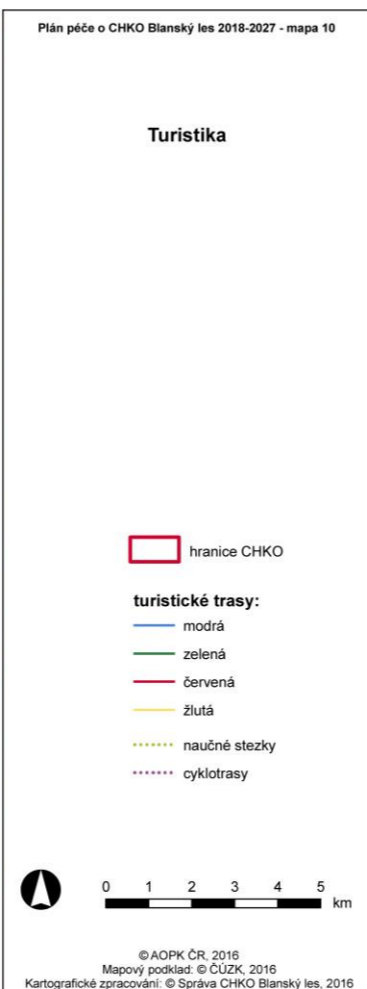 Plán péče o CHKO Blanský les 2018-2027 - mapa 10
Turistika
hranice CHKO
turistické trasy:
modrá
zelená
červená
žlutá
naučné stezky
cyklotrasy
0 1 2 3 4 5
km
© AOPK ČR, 2016
Mapový podklad: © ČÚZK, 2016
Kartografické zpracování: © Správa CHKO Blanský les, 2016